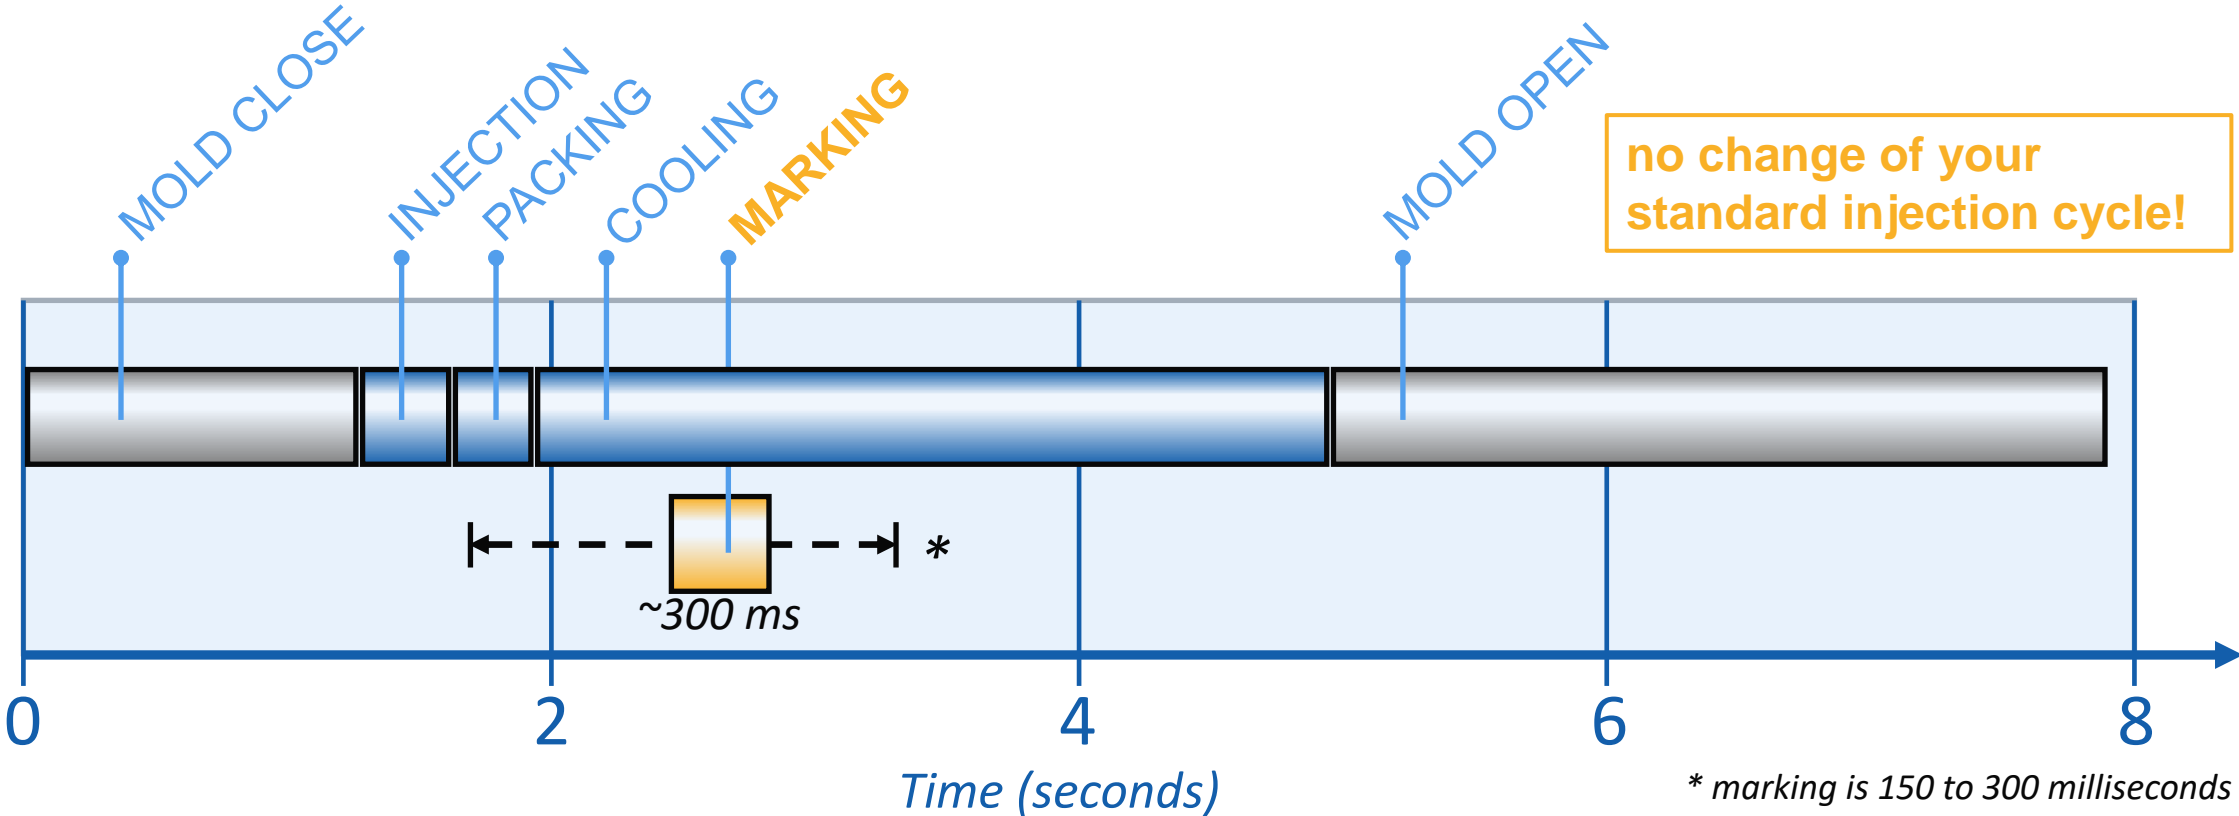 MOLD CLOSE
INJECTION
PACKING
COOLING
MARKING
MOLD OPEN
no change of your
standard injection cycle!
*
~300 ms
0
2
4
6
8
Time (seconds)
* marking is 150 to 300 milliseconds